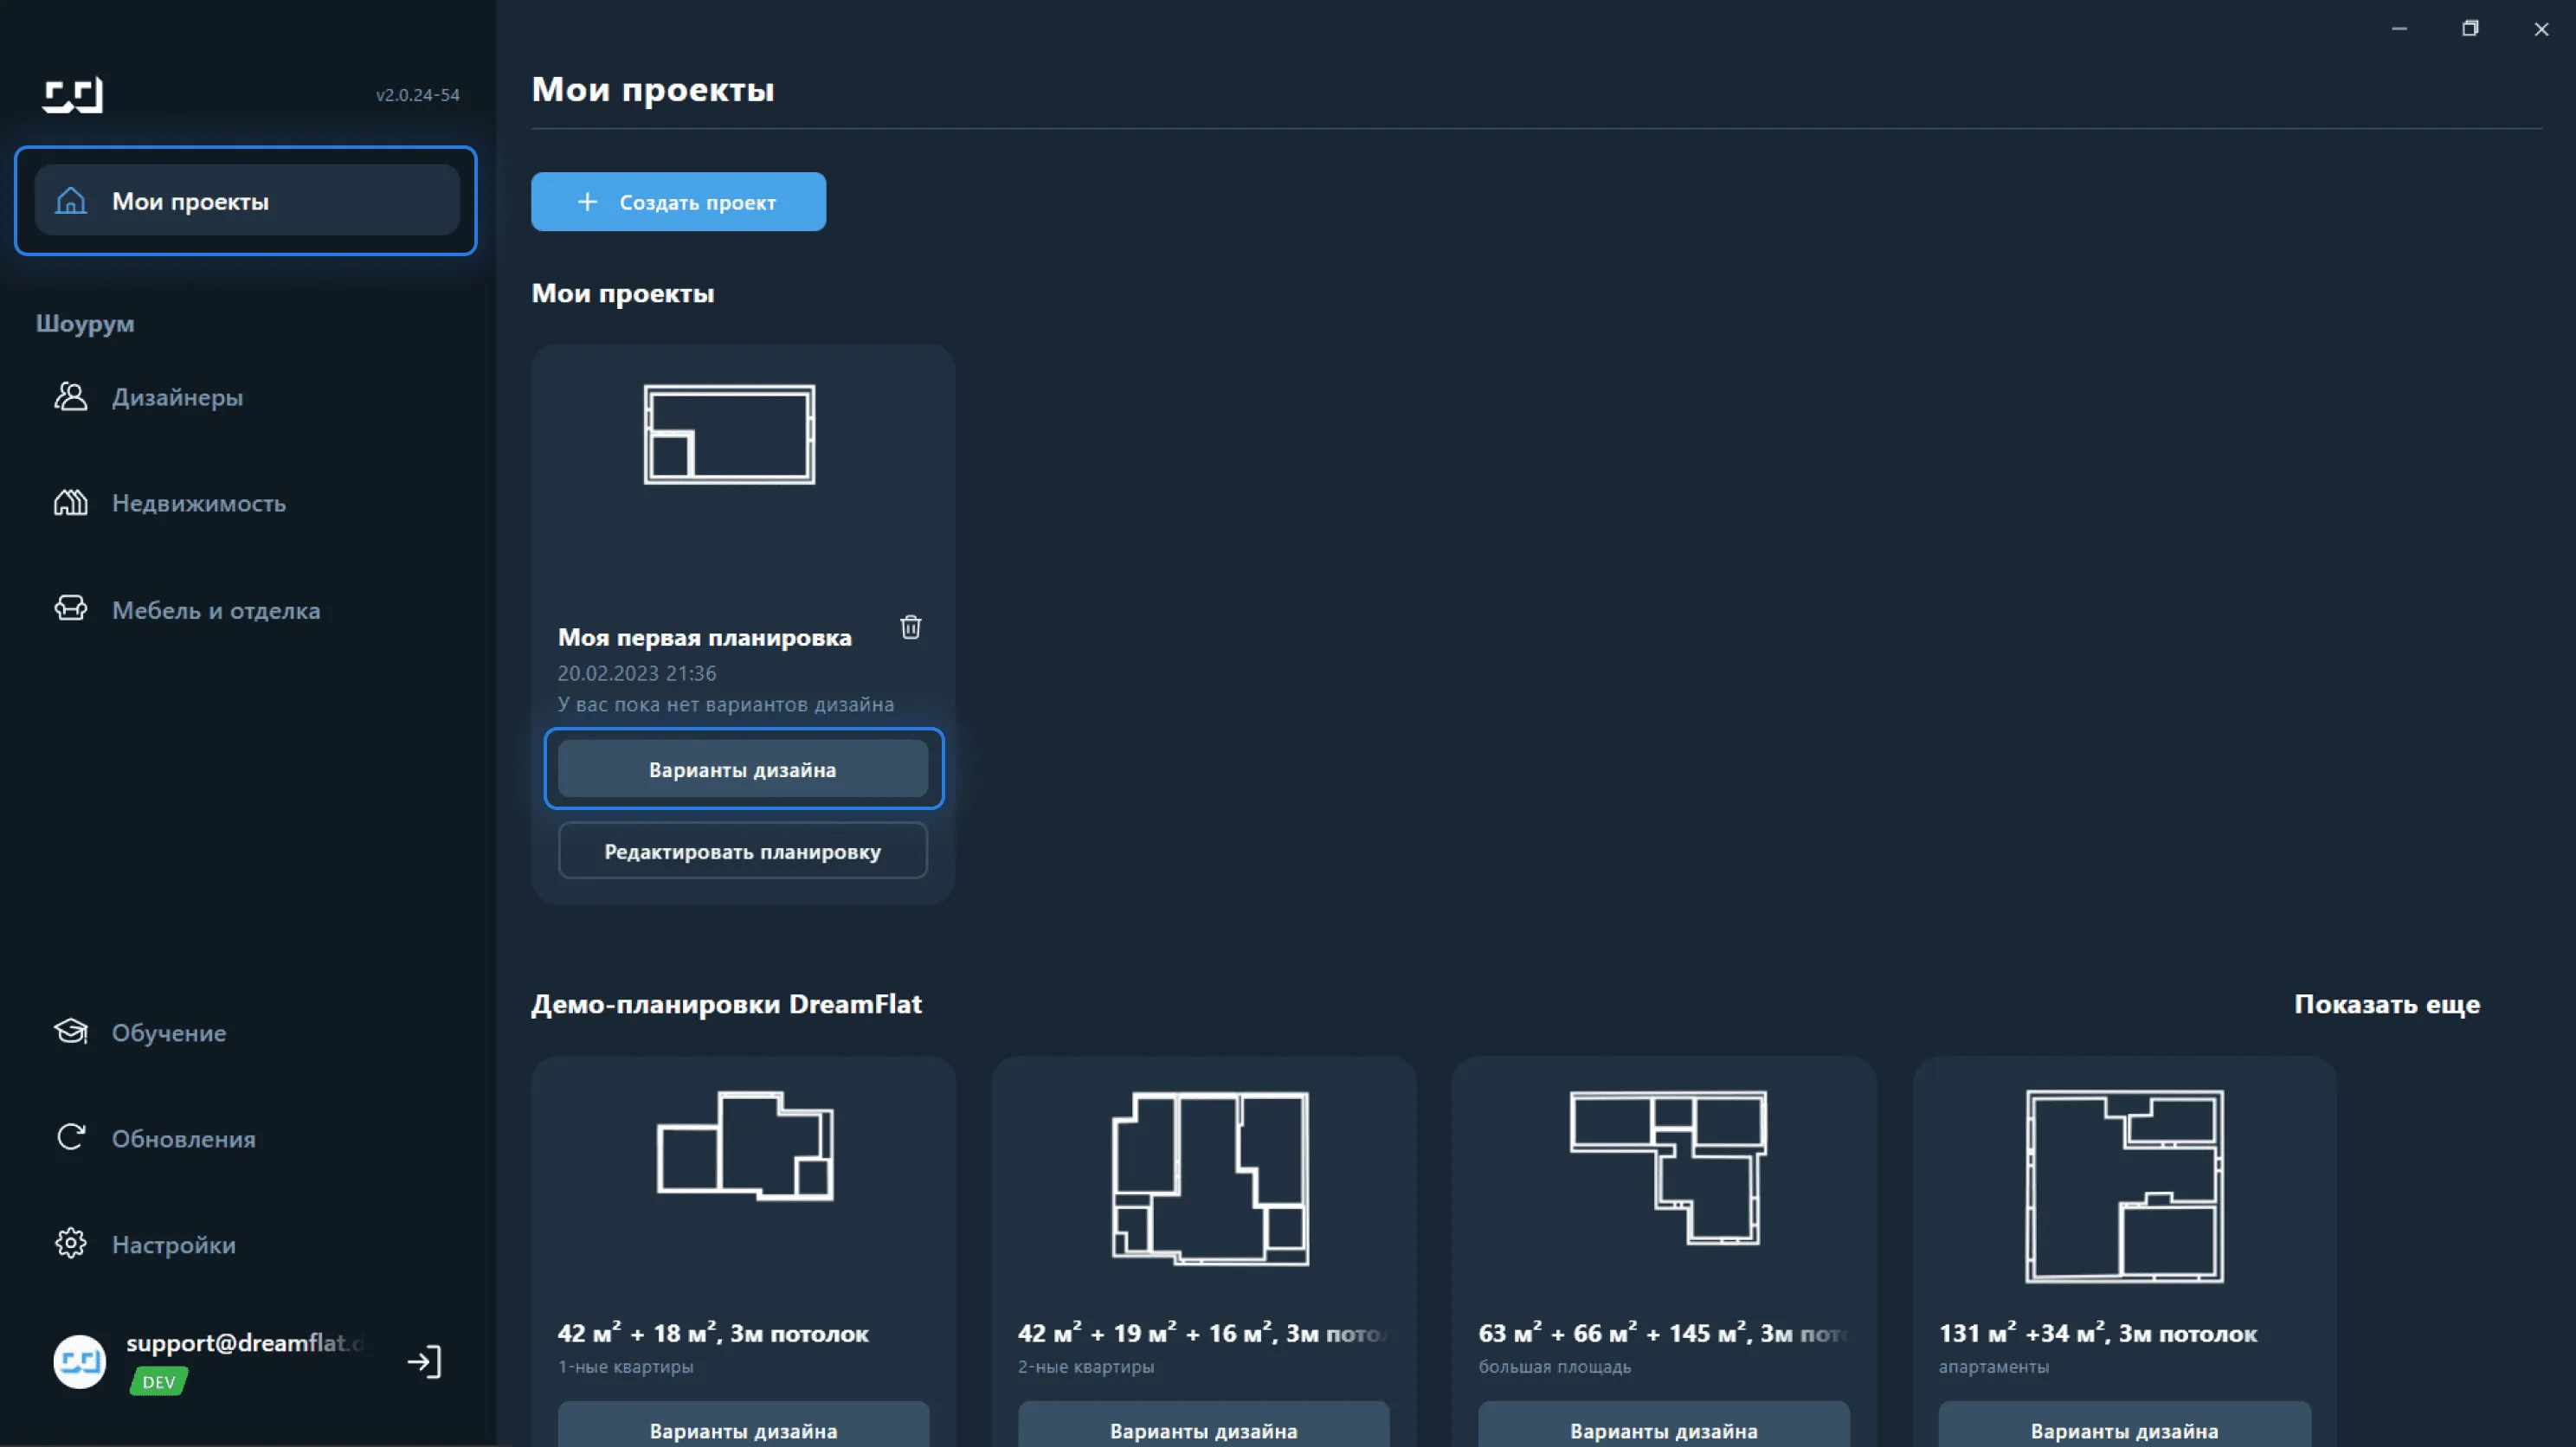 v2.0.24-54
Мои проекты
Шоурум
Дизайнеры
Недвижимость
Мебель и отделка
Обучение
Обновления
Настройки
support@dreamflat.d
DEV
Мои проекты
Создать проект
Мои проекты
Моя первая планировка
20.02.2023 21:36
У вас пока нет вариантов дизайна
Варианты дизайна
Редактировать планировку
Демо-планировки DreamFlat
Показать еще
42 м² + 18 м², 3м потолок
1-ные квартиры
Варианты дизайна
42 м² + 19 м² + 16 м², 3м пото
2-ные квартиры
Варианты дизайна
63 м² + 66 м² + 145 м², 3м пот
большая площадь
Варианты дизайна
131 м² +34 м², 3м потолок
апартаменты
Варианты дизайна